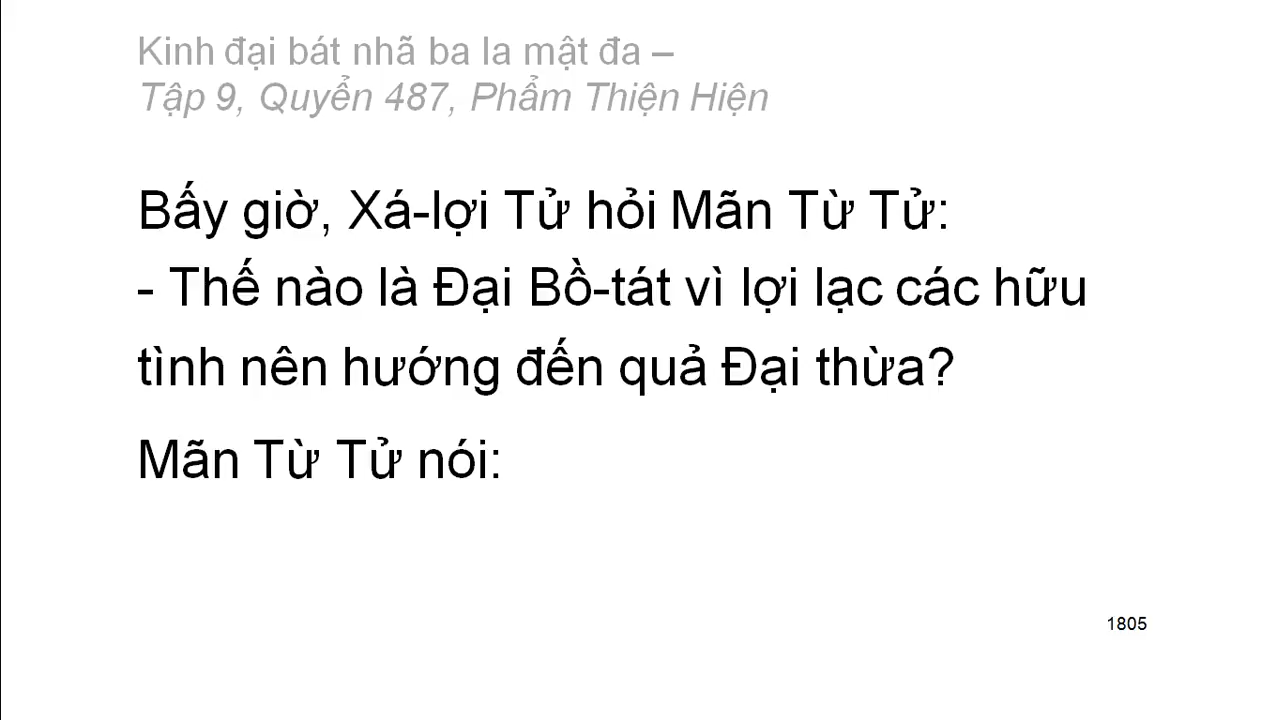 Kinh đại bát nhã ba la mật đa –
Tập 9, Quyển 487, Phẩm Thiện Hiện
Bấy giờ, Xá-lợi Tử hỏi Mãn Từ Tử:
- Thế nào là Đại Bồ-tát vì lợi lạc các hữu
tình nên hướng đến quả Đại thừa?
Mãn Từ Tử nói:
1805